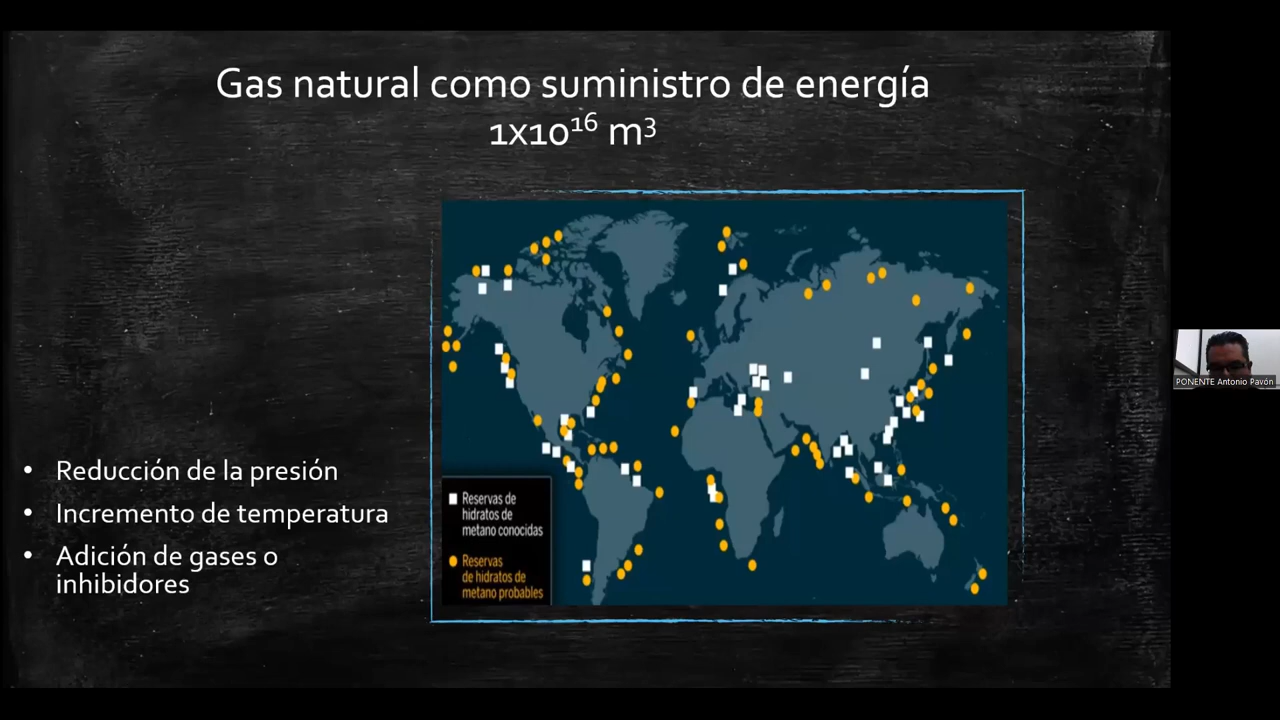 Gas natural como suministro de energía
1x10¹⁶ m³
• Reducción de la presión
• Incremento de temperatura
• Adición de gases o
inhibidores
Reservas de
hidratos de
metano conocidas
Reservas
de hidratos de
metano probables
PONENTE Antonio Pavón